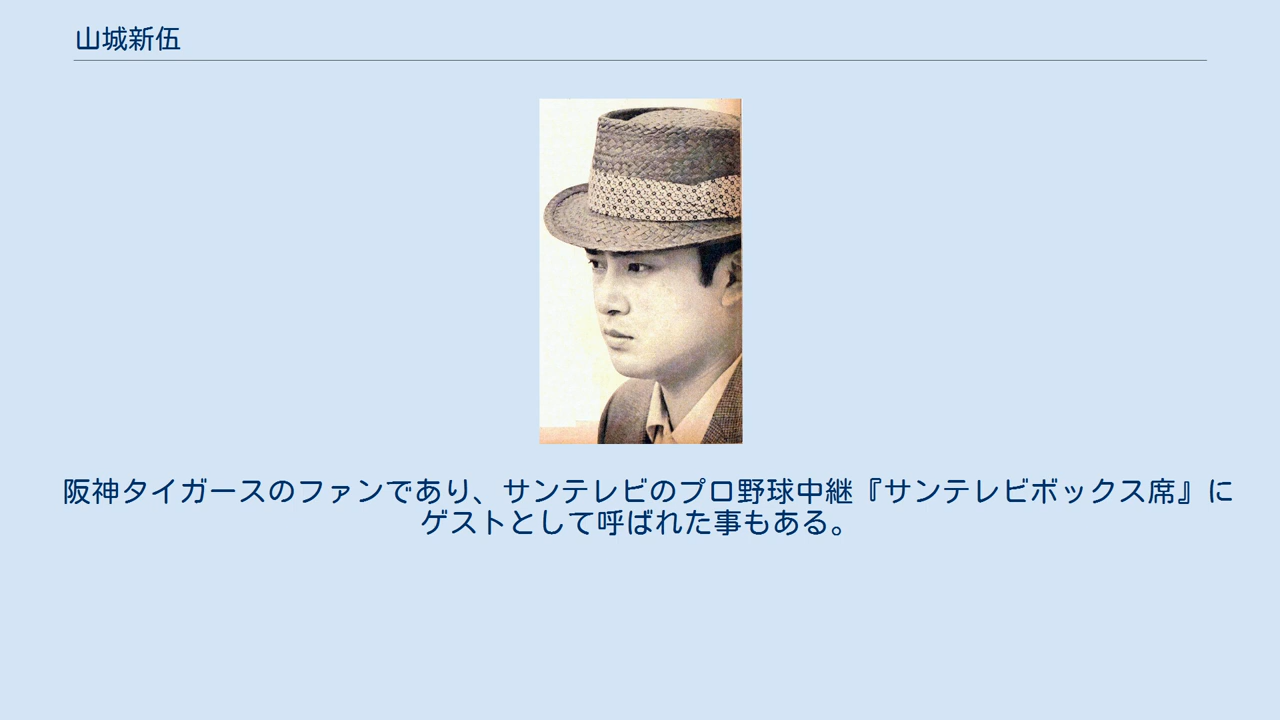 山城新伍
阪神タイガースのファンであり、サンテレビのプロ野球中継『サンテレビボックス席』に
ゲストとして呼ばれた事もある。